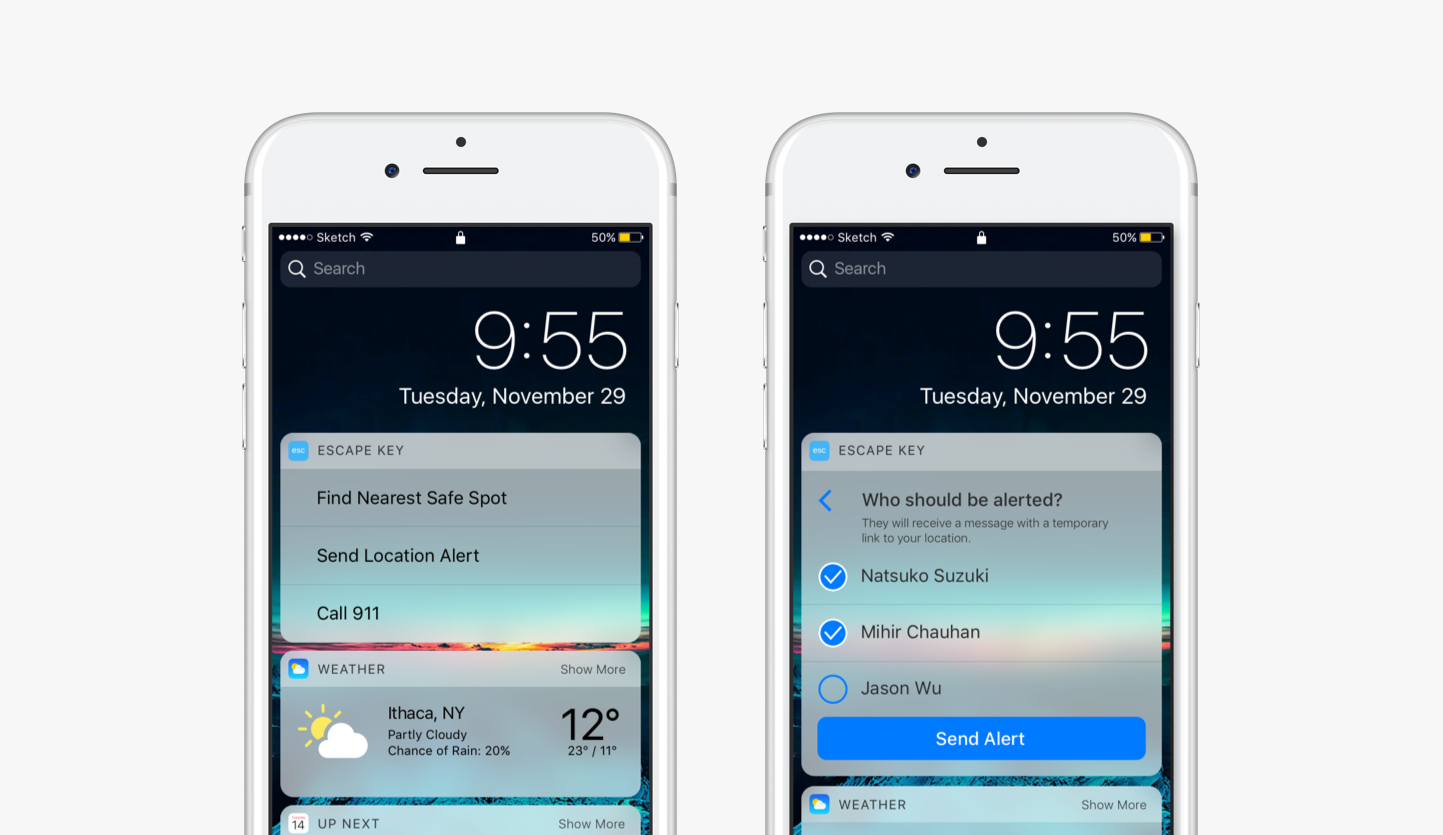 Sketch 50%
Search
9:55
Tuesday, November 29
esc ESCAPE KEY
Find Nearest Safe Spot
Send Location Alert
Call 911
WEATHER Show More
Ithaca, NY
12°
Partly Cloudy
Chance of Rain: 20% 23° / 11°
14 UP NEXT Show More
Sketch 50%
Search
9:55
Tuesday, November 29
esc ESCAPE KEY
Who should be alerted?
They will receive a message with a temporary
link to your location.
Natsuko Suzuki
Mihir Chauhan
Jason Wu
Send Alert
WEATHER Show More